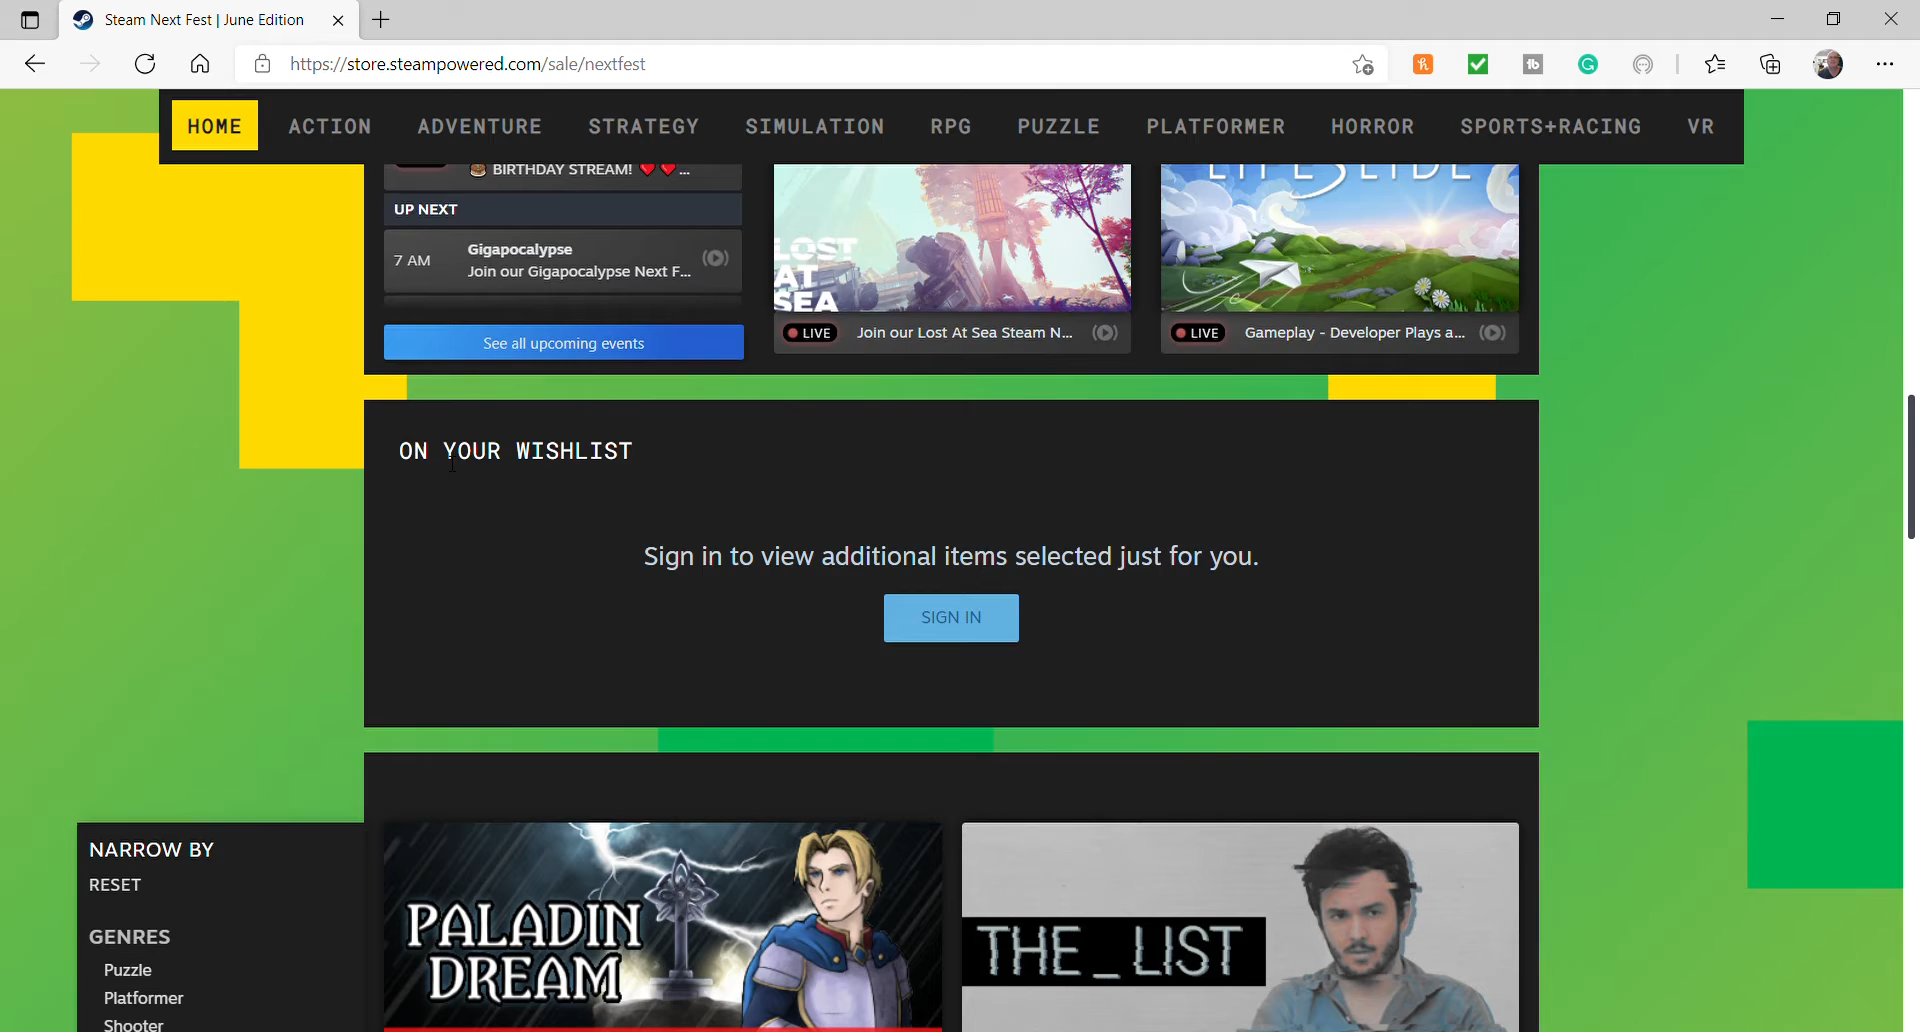 Steam Next Fest | June Edition
https://store.steampowered.com/sale/nextfest
HOME ACTION ADVENTURE STRATEGY SIMULATION RPG PUZZLE PLATFORMER HORROR SPORTS+RACING VR
BIRTHDAY STREAM! ❤️ ❤️ ...
UP NEXT
7 AM
Gigapocalypse
Join our Gigapocalypse Next F...
See all upcoming events
LOST
AT
SEA
LIVE Join our Lost At Sea Steam N...
LIFESLIDE
LIVE Gameplay - Developer Plays a...
ON YOUR WISHLIST
Sign in to view additional items selected just for you.
SIGN IN
NARROW BY
RESET
GENRES
Puzzle
Platformer
Shooter
PALADIN
DREAM
THE_LIST